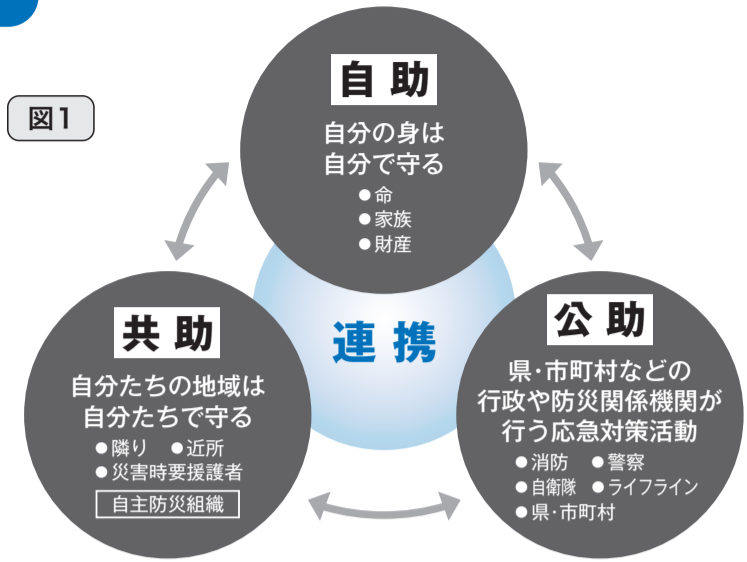 図1
自助
自分の身は
自分で守る
●命
●家族
●財産
連携
共助
自分たちの地域は
自分たちで守る
●隣り ●近所
●災害時要援護者
自主防災組織
公助
県・市町村などの
行政や防災関係機関が
行う応急対策活動
●消防 ●警察
●自衛隊 ●ライフライン
●県・市町村